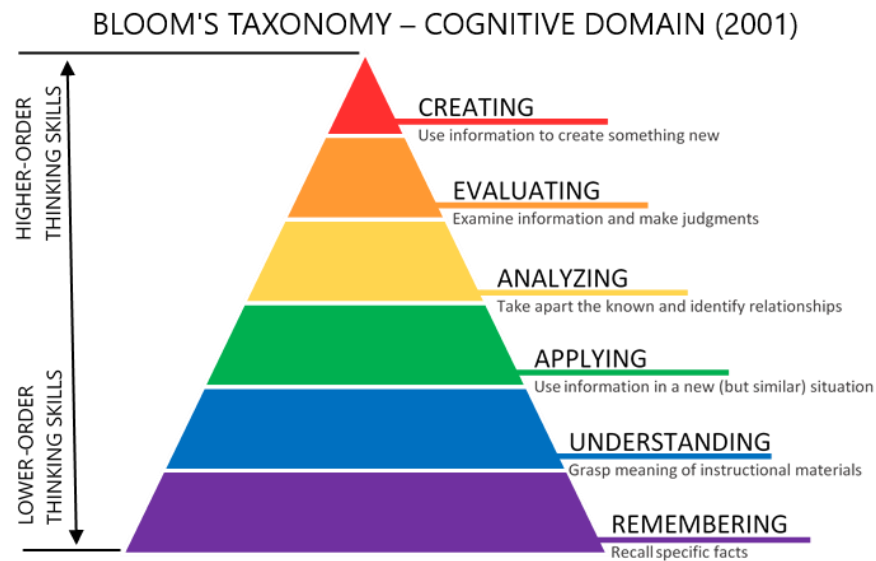 BLOOM'S TAXONOMY – COGNITIVE DOMAIN (2001)
HIGHER-ORDER
THINKING SKILLS
LOWER-ORDER
THINKING SKILLS
CREATING
Use information to create something new
EVALUATING
Examine information and make judgments
ANALYZING
Take apart the known and identify relationships
APPLYING
Use information in a new (but similar) situation
UNDERSTANDING
Grasp meaning of instructional materials
REMEMBERING
Recall specific facts